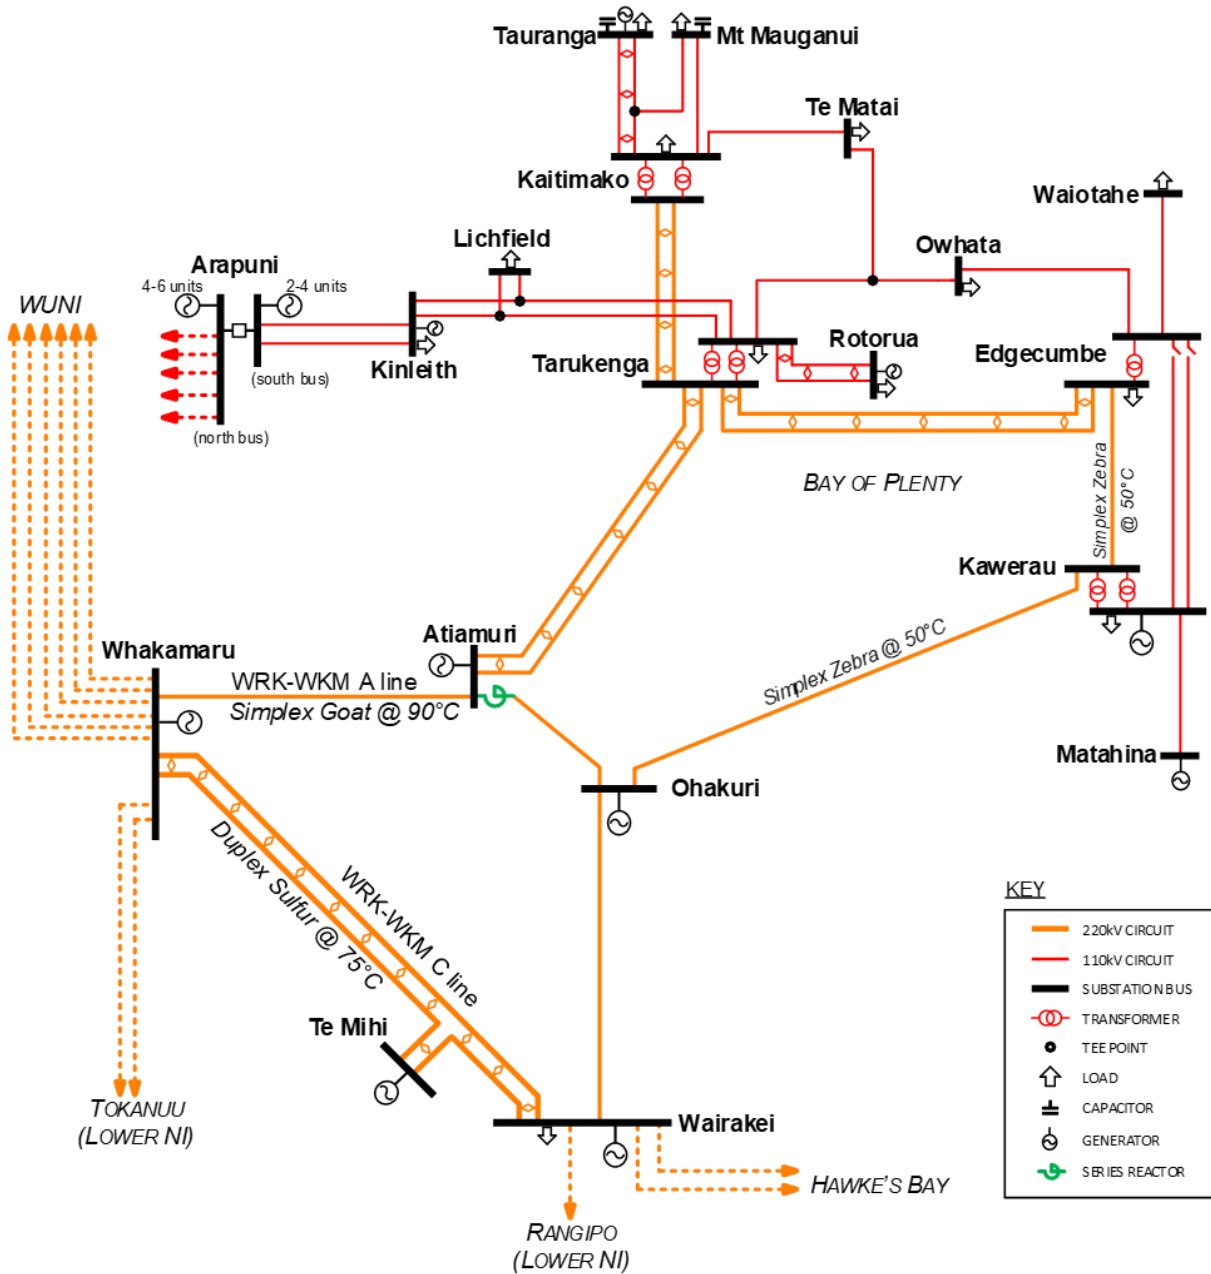 Tauranga
Mt Mauganui
Te Matai
Kaitimako
Waiotahe
Lichfield
Owhata
Arapuni
4-6 units
2-4 units
WUNI
Rotorua
Edgecumbe
Tarukenga
Kinleith
(south bus)
(north bus)
BAY OF PLENTY
Simplex Zebra
@ 50°C
Kawerau
Atiamuri
Whakamaru
WRK-WKM A line
Simplex Goat @ 90°C
Simplex Zebra @ 50°C
Matahina
Ohakuri
WRK-WKM C line
Duplex Sulfur @ 75°C
Te Mihi
KEY
220kV CIRCUIT
110kV CIRCUIT
SUBSTATION BUS
TRANSFORMER
TEE POINT
LOAD
CAPACITOR
GENERATOR
SERIES REACTOR
TOKANUU
(LOWER NI)
Wairakei
HAWKE'S BAY
RANGIPO
(LOWER NI)